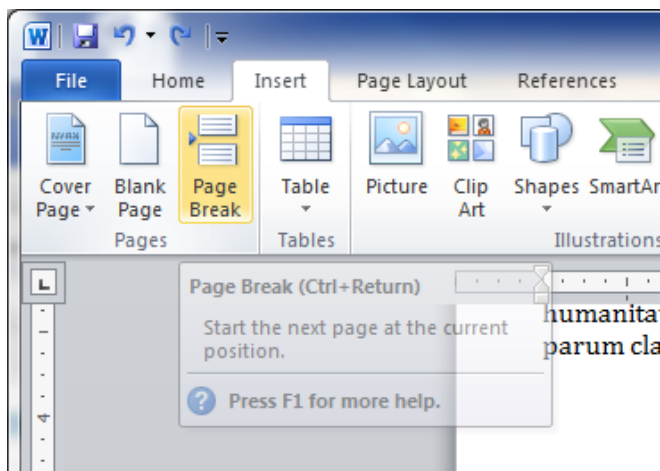 W
File Home Insert Page Layout References
Cover Page Blank Page Page Break Table Picture Clip Art Shapes SmartAr
Pages Tables Illustrations
L
Page Break (Ctrl+Return)
Start the next page at the current
position.
Press F1 for more help.
humanita
parum cla
4